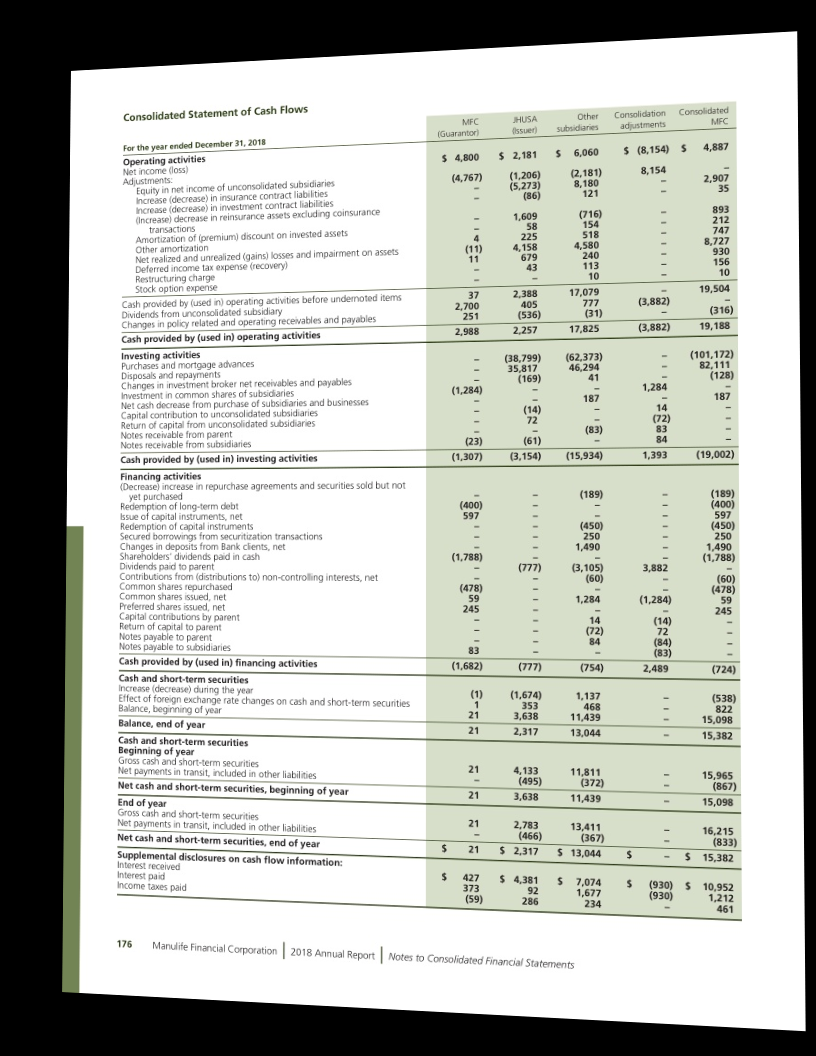 Consolidated Statement of Cash Flows
For the year ended December 31, 2018 MFC (Guarantor) JHUSA (Issuer) Other subsidiaries Consolidation adjustments Consolidated MFC
Operating activities
Net income (loss) $ 4,800 $ 2,181 $ 6,060 $ (8,154) $ 4,887
Adjustments:
Equity in net income of unconsolidated subsidiaries (4,767) (1,206) (2,181) 8,154 –
Increase (decrease) in insurance contract liabilities – (5,273) 8,180 – 2,907
Increase (decrease) in investment contract liabilities – (86) 121 – 35
(Increase) decrease in reinsurance assets excluding coinsurance
transactions – 1,609 (716) – 893
Amortization of (premium) discount on invested assets – 58 154 – 212
Other amortization 4 225 518 – 747
Net realized and unrealized (gains) losses and impairment on assets (11) 4,158 4,580 – 8,727
Deferred income tax expense (recovery) 11 679 240 – 930
Restructuring charge – 43 113 – 156
Stock option expense – – 10 – 10
Cash provided by (used in) operating activities before undernoted items 37 2,388 17,079 – 19,504
Dividends from unconsolidated subsidiary 2,700 405 777 (3,882) –
Changes in policy related and operating receivables and payables 251 (536) (31) – (316)
Cash provided by (used in) operating activities 2,988 2,257 17,825 (3,882) 19,188
Investing activities
Purchases and mortgage advances – (38,799) (62,373) – (101,172)
Disposals and repayments – 35,817 46,294 – 82,111
Changes in investment broker net receivables and payables – (169) 41 – (128)
Investment in common shares of subsidiaries (1,284) – – 1,284 –
Net cash decrease from purchase of subsidiaries and businesses – – 187 – 187
Capital contribution to unconsolidated subsidiaries – (14) – 14 –
Return of capital from unconsolidated subsidiaries – 72 – (72) –
Notes receivable from parent – – (83) 83 –
Notes receivable from subsidiaries (23) (61) – 84 –
Cash provided by (used in) investing activities (1,307) (3,154) (15,934) 1,393 (19,002)
Financing activities
(Decrease) increase in repurchase agreements and securities sold but not
yet purchased – – (189) – (189)
Redemption of long-term debt (400) – – – (400)
Issue of capital instruments, net 597 – – – 597
Redemption of capital instruments – – (450) – (450)
Secured borrowings from securitization transactions – – 250 – 250
Changes in deposits from Bank clients, net – – 1,490 – 1,490
Shareholders' dividends paid in cash (1,788) – – – (1,788)
Dividends paid to parent – (777) (3,105) 3,882 –
Contributions from (distributions to) non-controlling interests, net – – (60) – (60)
Common shares repurchased (478) – – – (478)
Common shares issued, net 59 – 1,284 (1,284) 59
Preferred shares issued, net 245 – – – 245
Capital contributions by parent – – 14 (14) –
Return of capital to parent – – (72) 72 –
Notes payable to parent – – 84 (84) –
Notes payable to subsidiaries 83 – – (83) –
Cash provided by (used in) financing activities (1,682) (777) (754) 2,489 (724)
Cash and short-term securities
Increase (decrease) during the year (1) (1,674) 1,137 – (538)
Effect of foreign exchange rate changes on cash and short-term securities 1 353 468 – 822
Balance, beginning of year 21 3,638 11,439 – 15,098
Balance, end of year 21 2,317 13,044 – 15,382
Cash and short-term securities
Beginning of year
Gross cash and short-term securities 21 4,133 11,811 – 15,965
Net payments in transit, included in other liabilities – (495) (372) – (867)
Net cash and short-term securities, beginning of year 21 3,638 11,439 – 15,098
End of year
Gross cash and short-term securities 21 2,783 13,411 – 16,215
Net payments in transit, included in other liabilities – (466) (367) – (833)
Net cash and short-term securities, end of year $ 21 $ 2,317 $ 13,044 $ – $ 15,382
Supplemental disclosures on cash flow information:
Interest received $ 427 $ 4,381 $ 7,074 $ (930) $ 10,952
Interest paid 373 92 1,677 (930) 1,212
Income taxes paid (59) 286 234 – 461
176 Manulife Financial Corporation | 2018 Annual Report | Notes to Consolidated Financial Statements